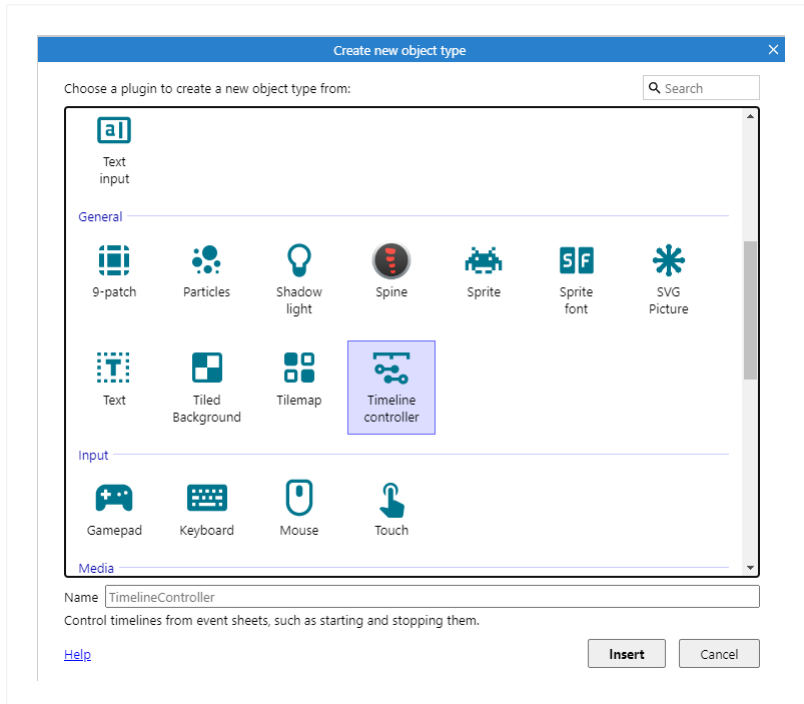 Create new object type
Choose a plugin to create a new object type from:
Search
Text
input
General
9-patch
Particles
Shadow
light
Spine
Sprite
Sprite
font
SVG
Picture
Text
Tiled
Background
Tilemap
Timeline
controller
Input
Gamepad
Keyboard
Mouse
Touch
Media
Name TimelineController
Control timelines from event sheets, such as starting and stopping them.
Help
Insert
Cancel